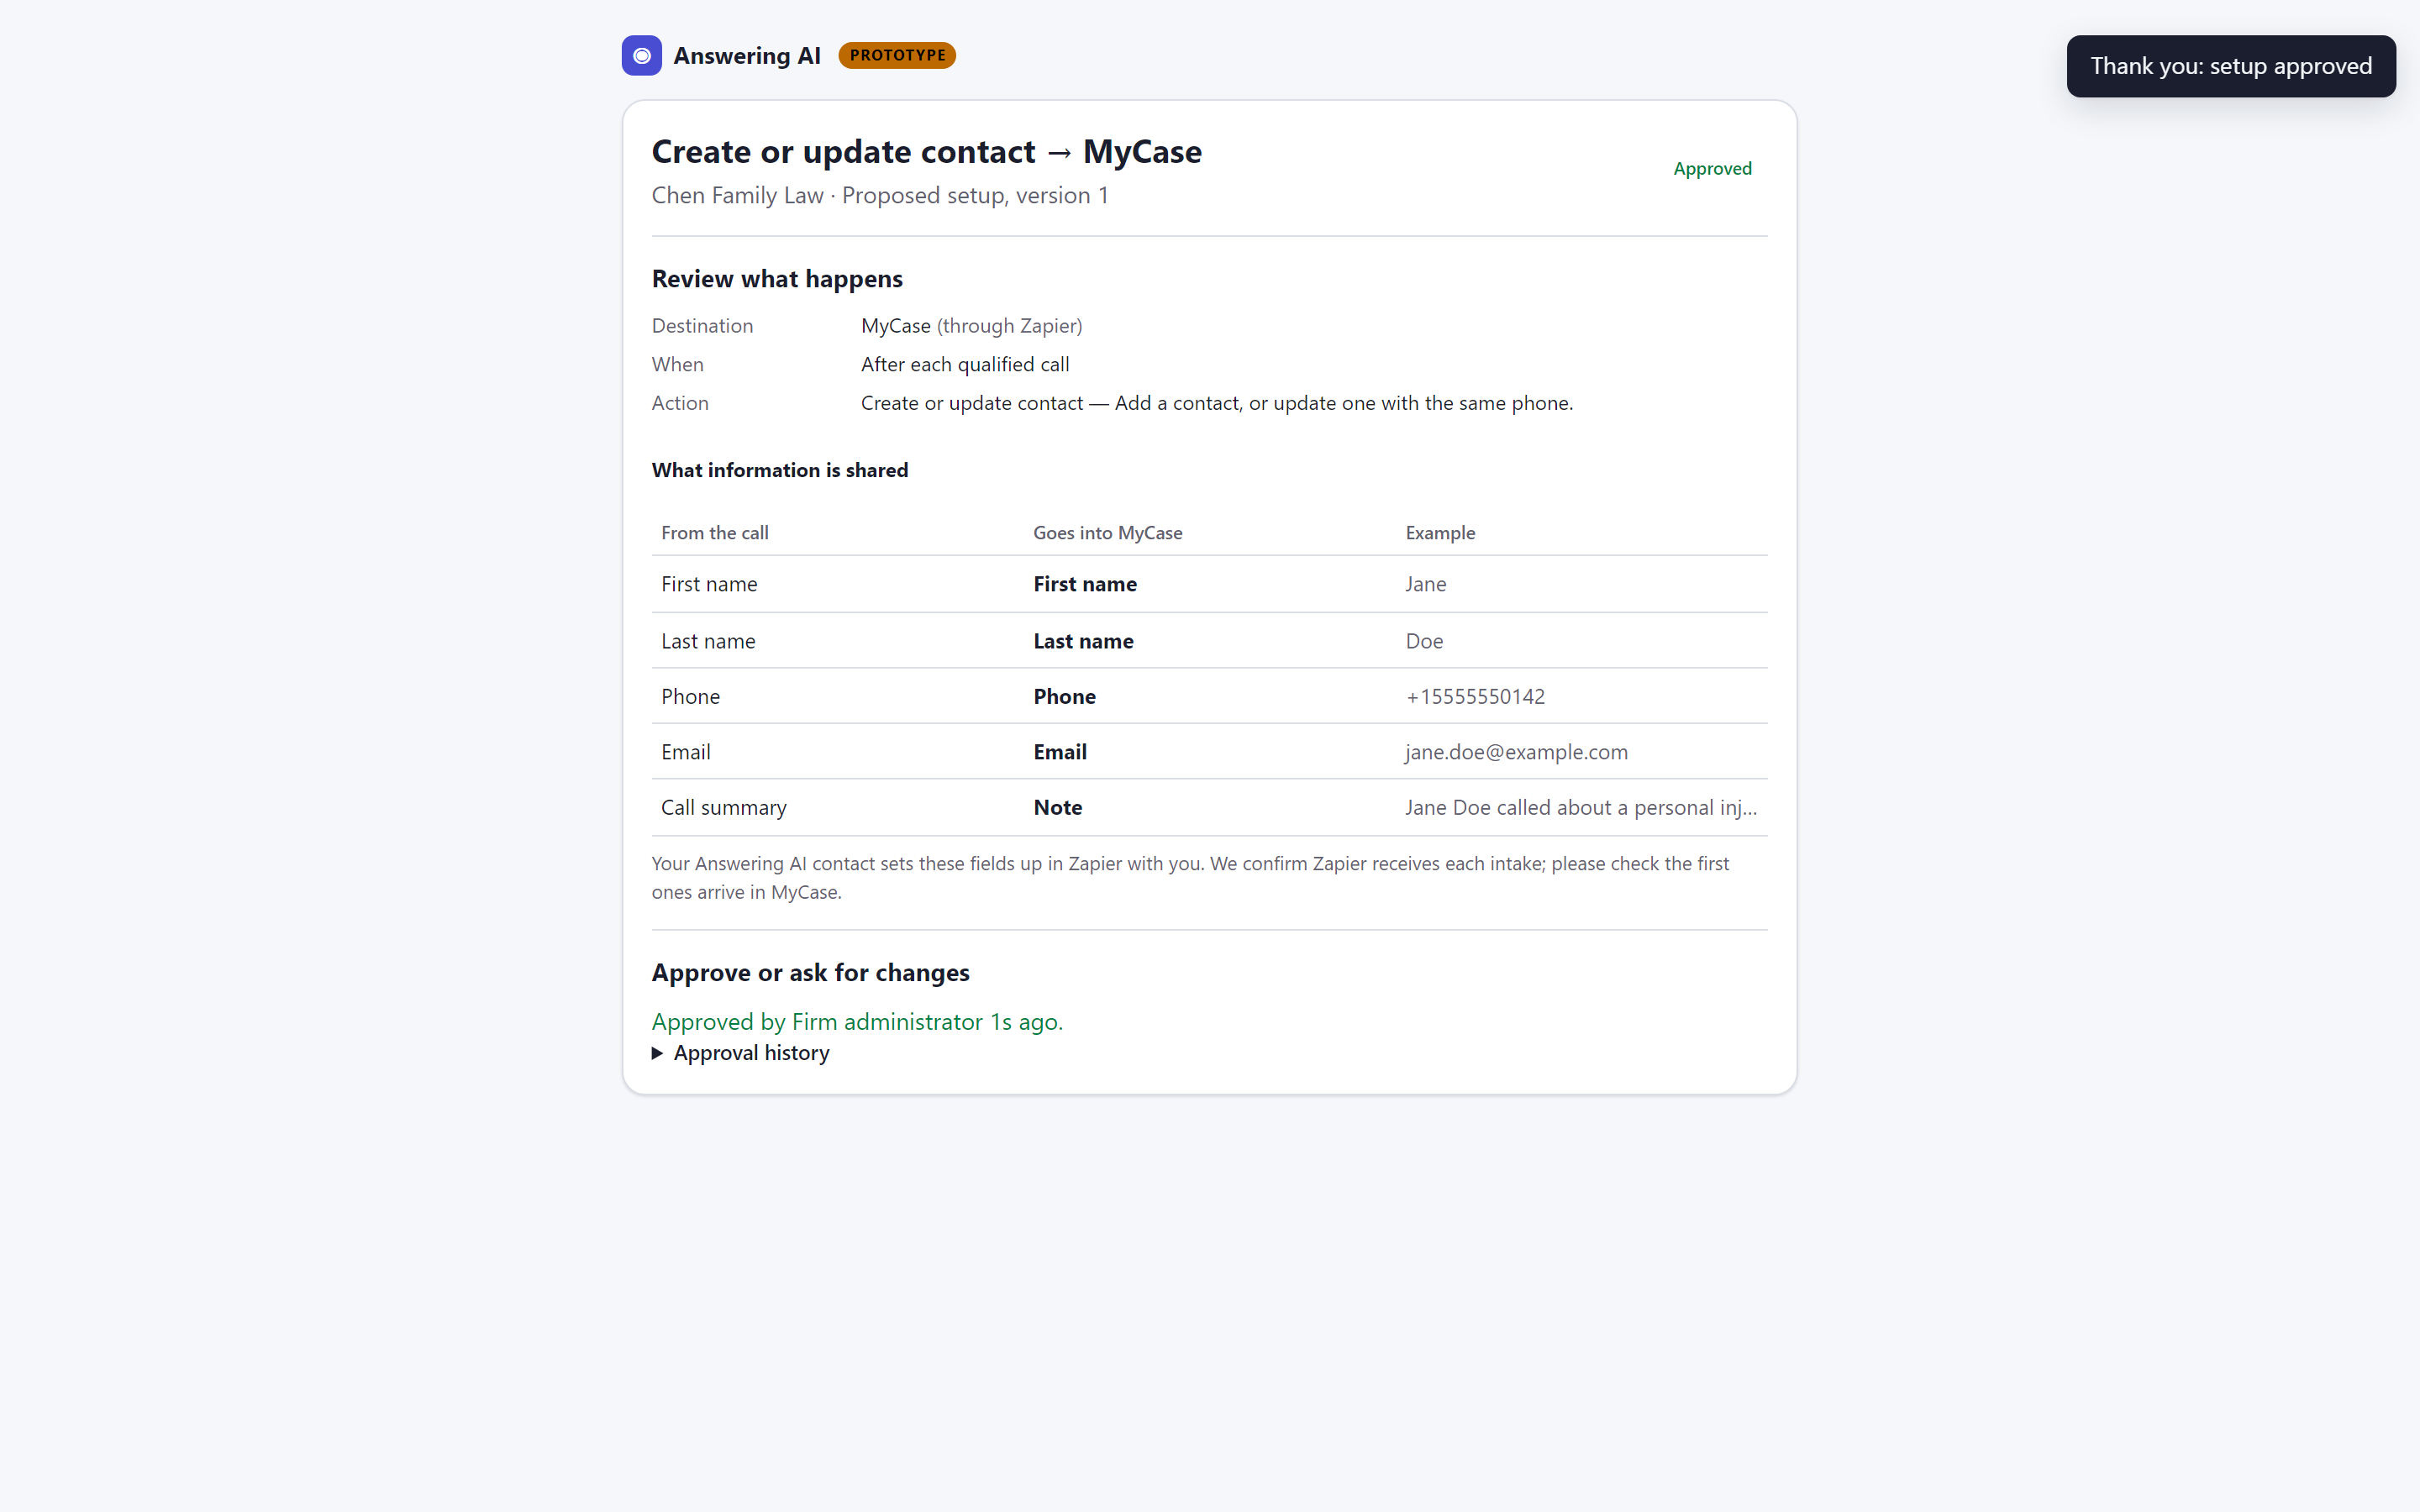 Answering AI PROTOTYPE
Thank you: setup approved
Create or update contact → MyCase
Approved
Chen Family Law · Proposed setup, version 1
Review what happens
Destination MyCase (through Zapier)
When After each qualified call
Action Create or update contact — Add a contact, or update one with the same phone.
What information is shared
From the call Goes into MyCase Example
First name First name Jane
Last name Last name Doe
Phone Phone +15555550142
Email Email jane.doe@example.com
Call summary Note Jane Doe called about a personal inj...
Your Answering AI contact sets these fields up in Zapier with you. We confirm Zapier receives each intake; please check the first
ones arrive in MyCase.
Approve or ask for changes
Approved by Firm administrator 1s ago.
▶ Approval history